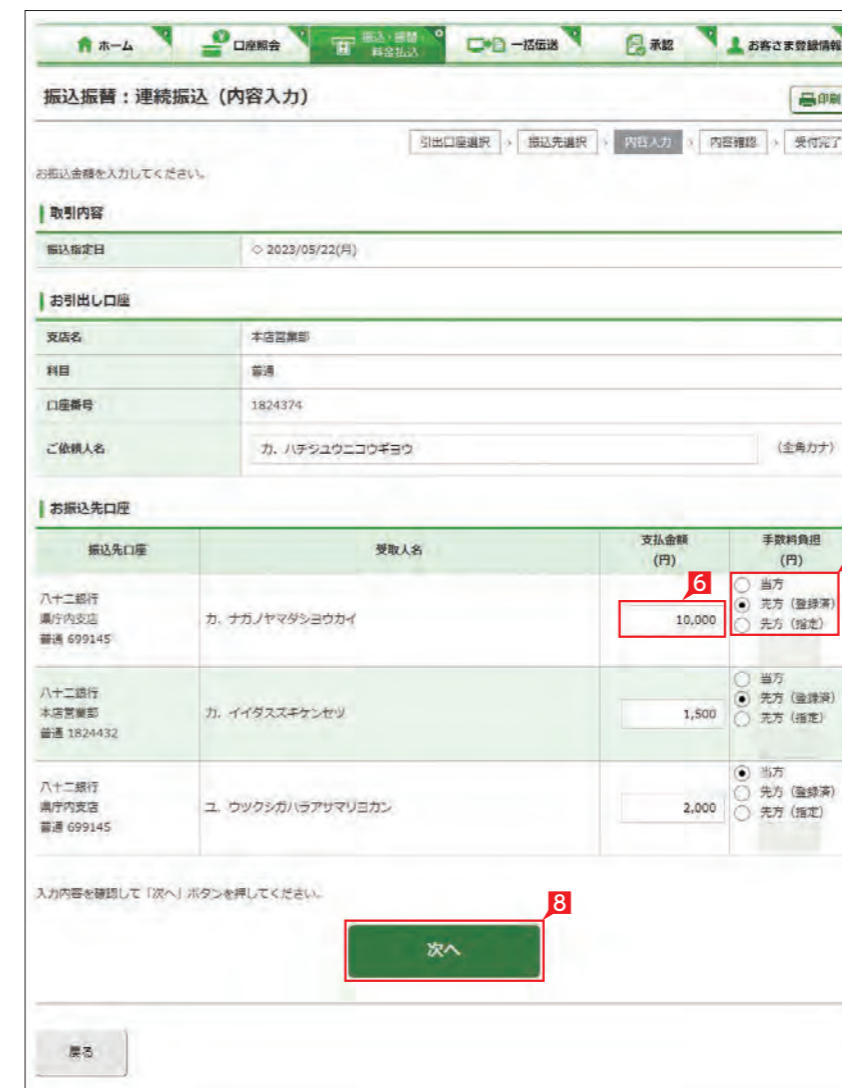 ホーム 口座照会 振込・振替・料金払込 一括伝送 承認 お客さま登録情報
振込振替：連続振込（内容入力）
印刷
引出口座選択 › 振込先選択 › 内容入力 › 内容確認 › 受付完了
お振込金額を入力してください。
取引内容
振込指定日 ◇ 2023/05/22(月)
お引出し口座
支店名 本店営業部
科目 普通
口座番号 1824374
ご依頼人名 カ．ハチジユウニコウギヨウ （全角カナ）
お振込先口座
振込先口座 受取人名 支払金額 手数料負担
(円) (円)
6
八十二銀行
県庁内支店
普通 699145
カ．ナガノヤマダシヨウカイ
10,000
当方
先方（登録済）
先方（指定）
八十二銀行
本店営業部
普通 1824432
カ．イイダスズキケンセツ
1,500
当方
先方（登録済）
先方（指定）
八十二銀行
県庁内支店
普通 699145
ユ．ウツクシガハラアサマリヨカン
2,000
当方
先方（登録済）
先方（指定）
入力内容を確認して「次へ」ボタンを押してください。
8
次へ
戻る